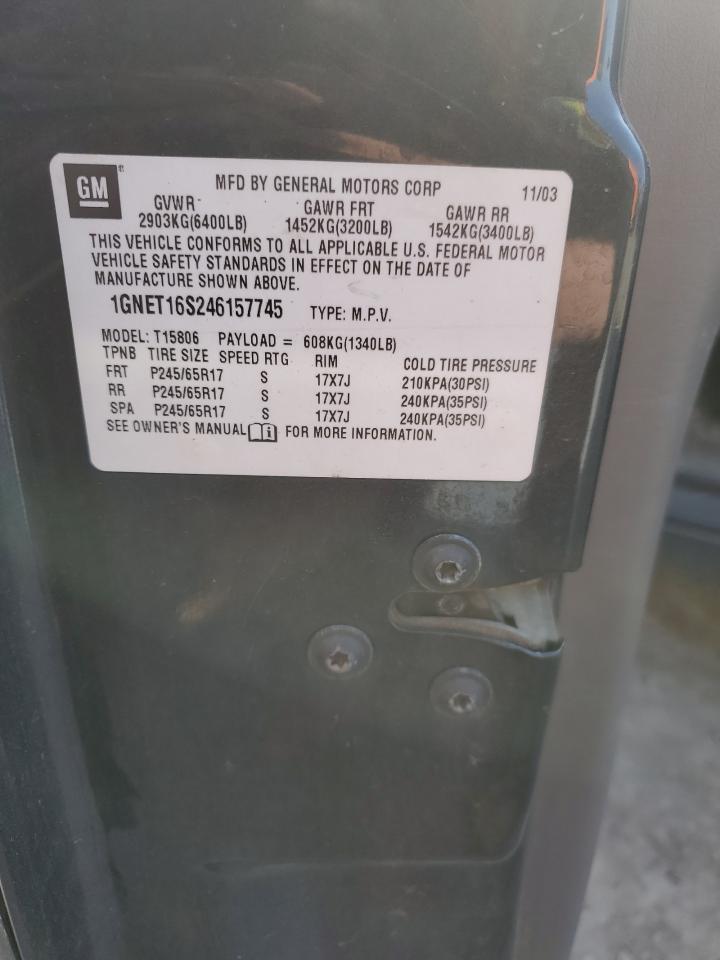 GM ® MFD BY GENERAL MOTORS CORP 11/03
GVWR GAWR FRT GAWR RR
2903KG(6400LB) 1452KG(3200LB) 1542KG(3400LB)
THIS VEHICLE CONFORMS TO ALL APPLICABLE U.S. FEDERAL MOTOR
VEHICLE SAFETY STANDARDS IN EFFECT ON THE DATE OF
MANUFACTURE SHOWN ABOVE.
1GNET16S246157745 TYPE: M.P.V.
MODEL: T15806 PAYLOAD = 608KG(1340LB)
TPNB TIRE SIZE SPEED RTG RIM COLD TIRE PRESSURE
FRT P245/65R17 S 17X7J 210KPA(30PSI)
RR P245/65R17 S 17X7J 240KPA(35PSI)
SPA P245/65R17 S 17X7J 240KPA(35PSI)
SEE OWNER'S MANUAL i FOR MORE INFORMATION.